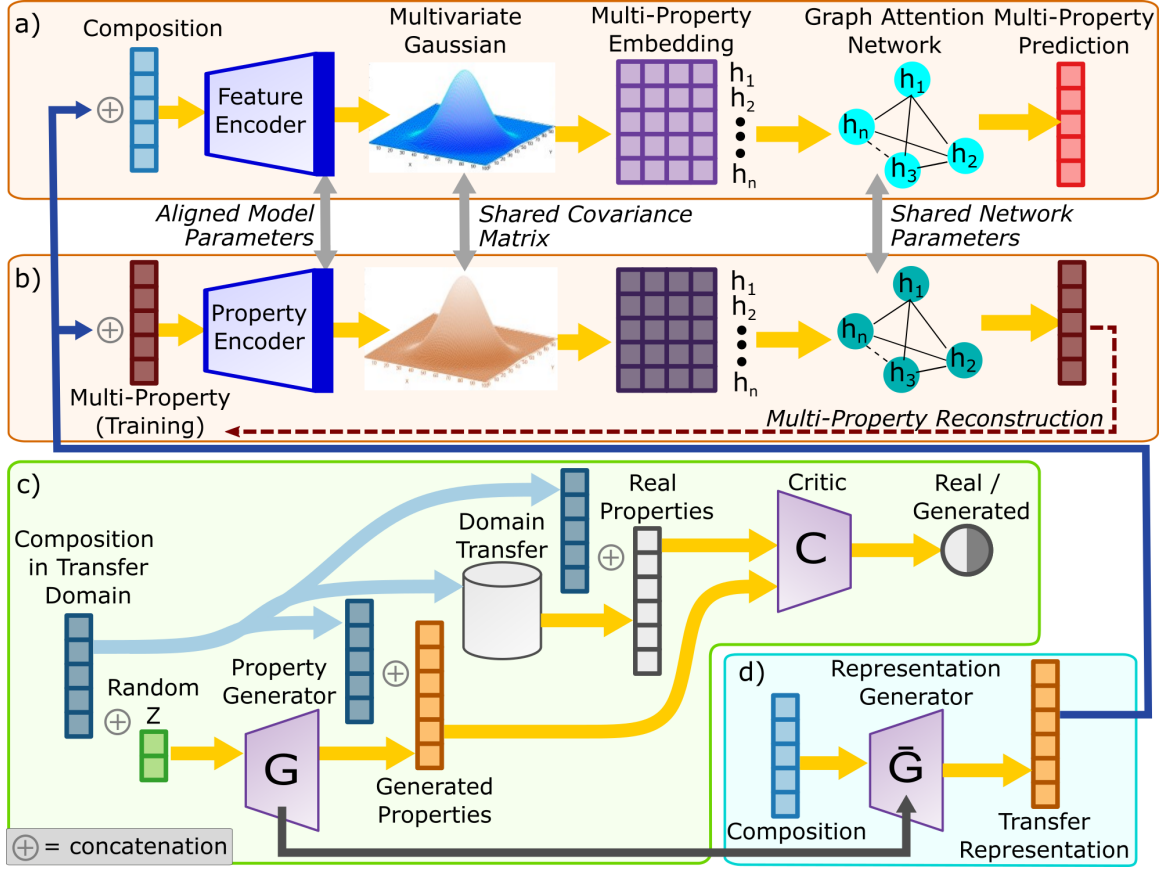 a)
Composition
Multivariate
Gaussian
Multi-Property
Embedding
Graph Attention
Network
Multi-Property
Prediction
⊕
Feature
Encoder
h1
h2
hn
h1
hn
h2
h3
Aligned Model
Parameters
Shared Covariance
Matrix
Shared Network
Parameters
b)
⊕
Property
Encoder
h1
h2
hn
h1
hn
h2
h3
Multi-Property
(Training)
Multi-Property Reconstruction
c)
Composition
in Transfer
Domain
Domain
Transfer
⊕
Real
Properties
Critic
C
Real /
Generated
⊕
Random
Z
Property
Generator
G
⊕
Generated
Properties
d)
Representation
Generator
Ḡ
Composition
Transfer
Representation
⊕ = concatenation